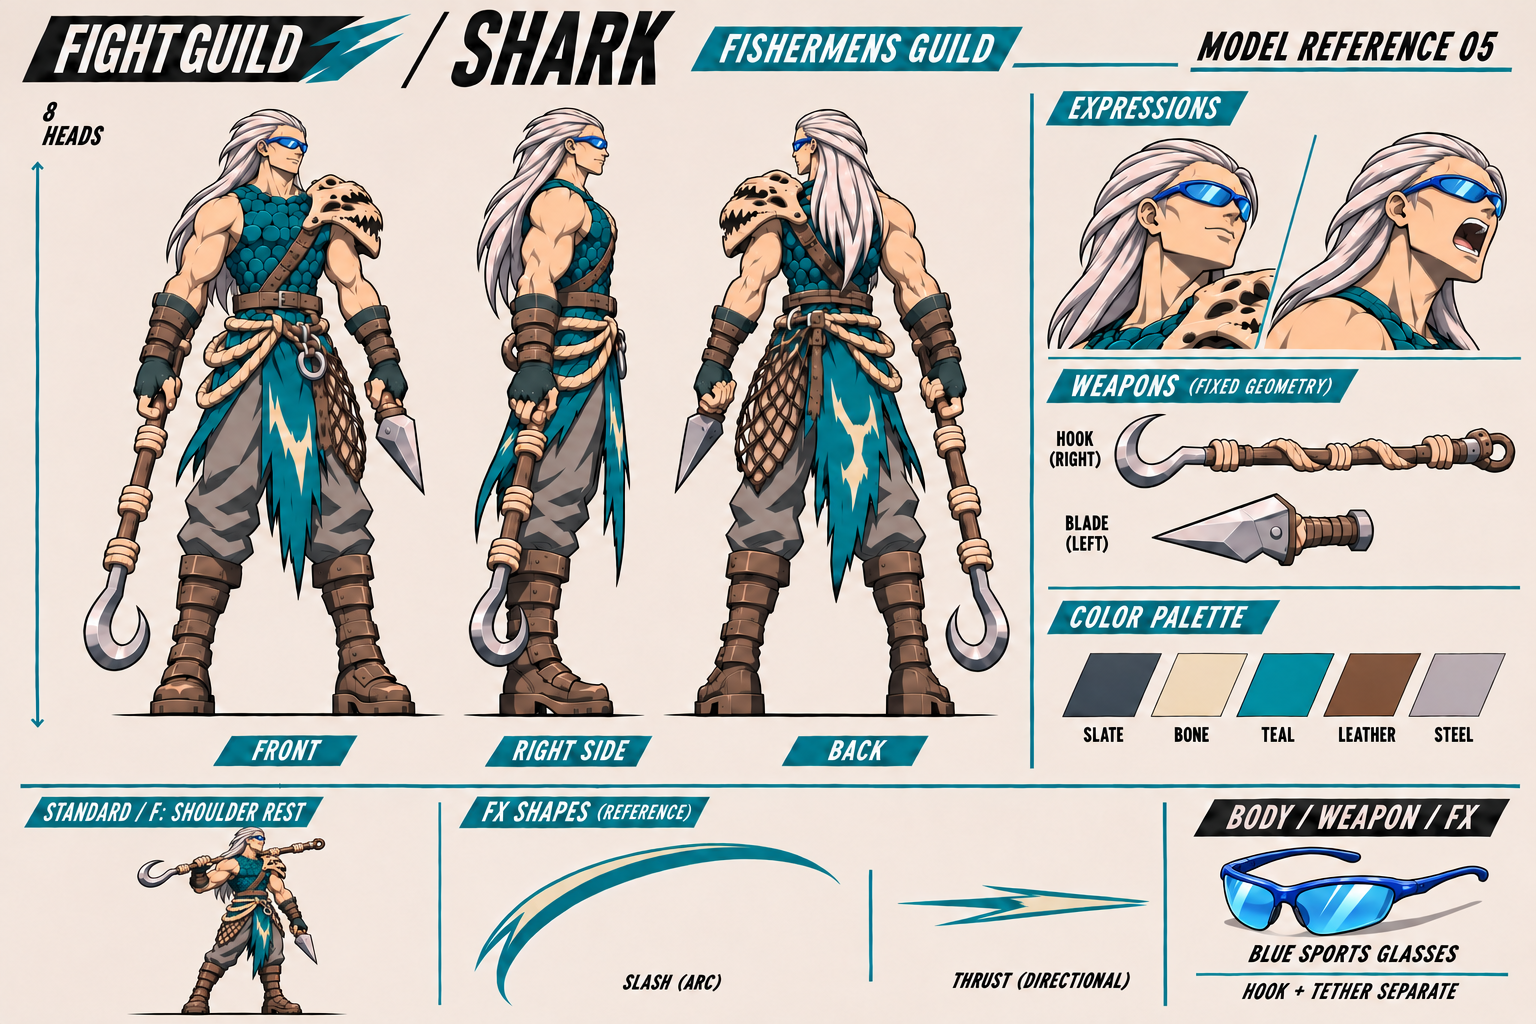 FIGHT GUILD / SHARK
FISHERMENS GUILD
MODEL REFERENCE 05
8
HEADS
FRONT
RIGHT SIDE
BACK
EXPRESSIONS
WEAPONS (FIXED GEOMETRY)
HOOK
(RIGHT)
BLADE
(LEFT)
COLOR PALETTE
SLATE
BONE
TEAL
LEATHER
STEEL
STANDARD / F: SHOULDER REST
FX SHAPES (REFERENCE)
SLASH (ARC)
THRUST (DIRECTIONAL)
BODY / WEAPON / FX
BLUE SPORTS GLASSES
HOOK + TETHER SEPARATE